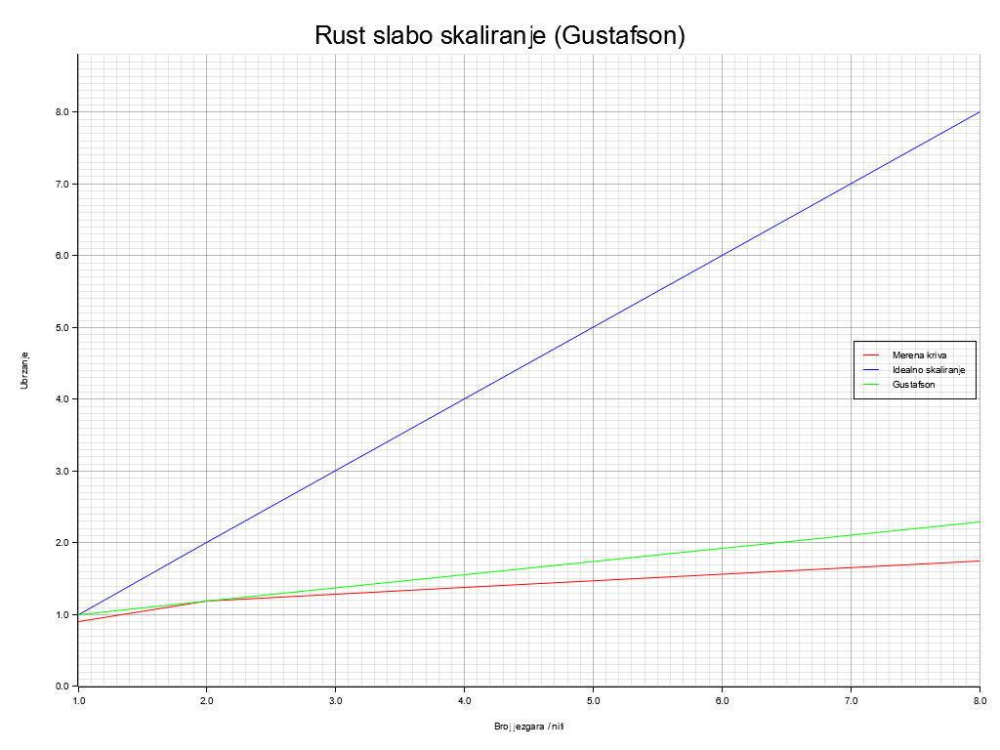 Rust slabo skaliranje (Gustafson)
8.0
7.0
6.0
5.0
4.0
3.0
2.0
1.0
0.0
Ubrzanje
Merena kriva
Idealno skaliranje
Gustafson
1.0 2.0 3.0 4.0 5.0 6.0 7.0 8.0
Broj jezgara / niti